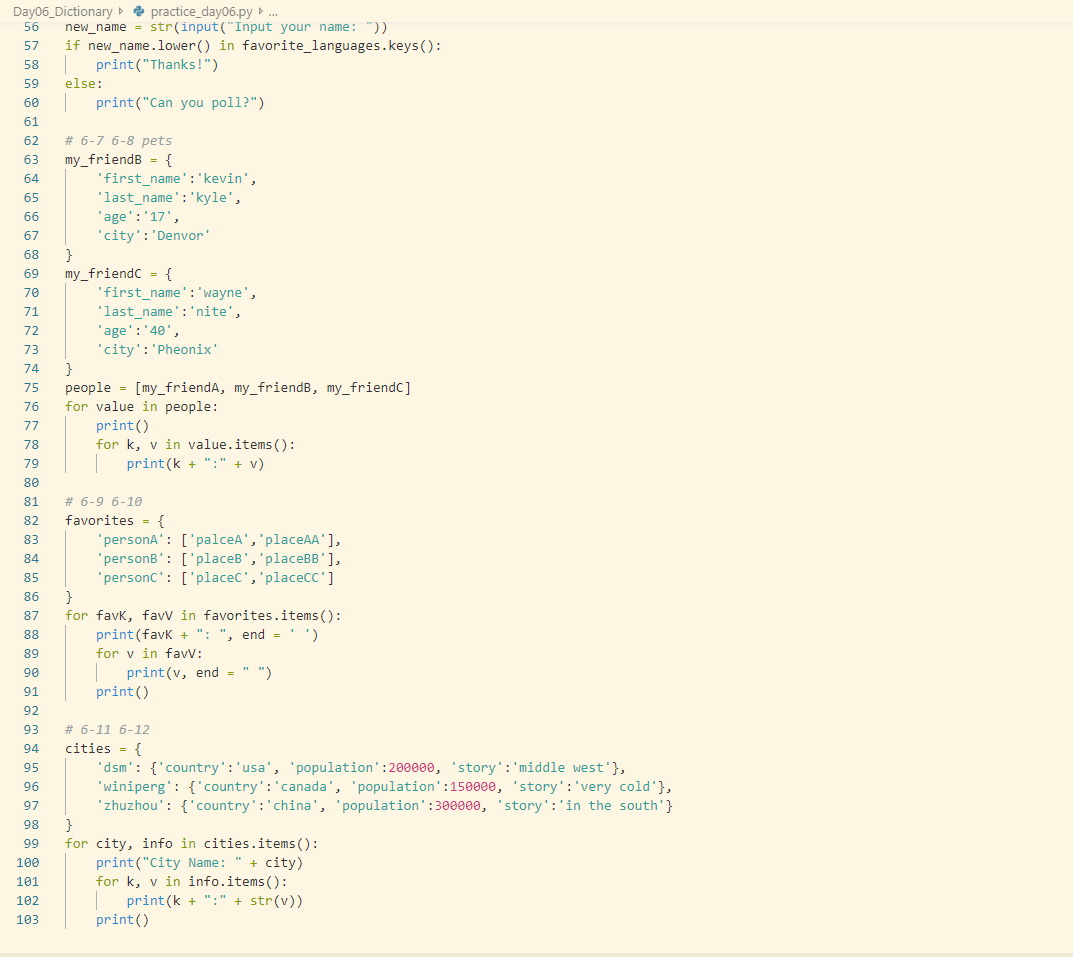 Day06_Dictionary practice_day06.py ...
56 new_name = str(input("Input your name: "))
57 if new_name.lower() in favorite_languages.keys():
58     print("Thanks!")
59 else:
60     print("Can you poll?")
61
62 # 6-7 6-8 pets
63 my_friendB = {
64     'first_name':'kevin',
65     'last_name':'kyle',
66     'age':'17',
67     'city':'Denvor'
68 }
69 my_friendC = {
70     'first_name':'wayne',
71     'last_name':'nite',
72     'age':'40',
73     'city':'Pheonix'
74 }
75 people = [my_friendA, my_friendB, my_friendC]
76 for value in people:
77     print()
78     for k, v in value.items():
79         print(k + ":" + v)
80
81 # 6-9 6-10
82 favorites = {
83     'personA': ['palceA','placeAA'],
84     'personB': ['placeB','placeBB'],
85     'personC': ['placeC','placeCC']
86 }
87 for favK, favV in favorites.items():
88     print(favK + ": ", end = ' ')
89     for v in favV:
90         print(v, end = " ")
91     print()
92
93 # 6-11 6-12
94 cities = {
95     'dsm': {'country':'usa', 'population':200000, 'story':'middle west'},
96     'winiperg': {'country':'canada', 'population':150000, 'story':'very cold'},
97     'zhuzhou': {'country':'china', 'population':300000, 'story':'in the south'}
98 }
99 for city, info in cities.items():
100     print("City Name: " + city)
101     for k, v in info.items():
102         print(k + ":" + str(v))
103     print()